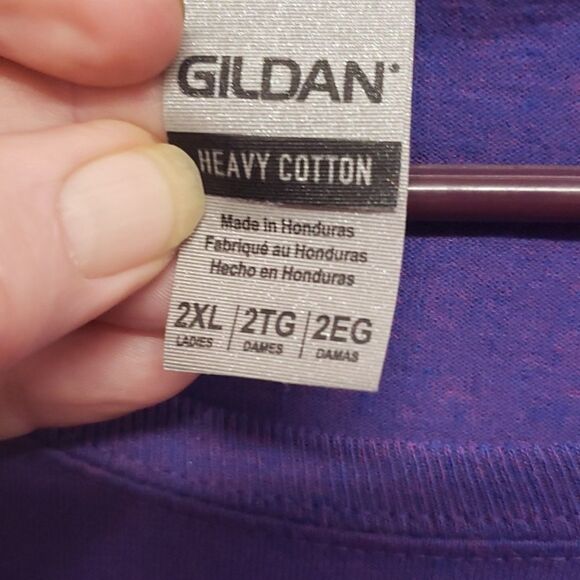 GILDAN®
HEAVY COTTON
Made in Honduras
Fabriqué au Honduras
Hecho en Honduras
2XL | 2TG | 2EG
LADIES | DAMES | DAMAS